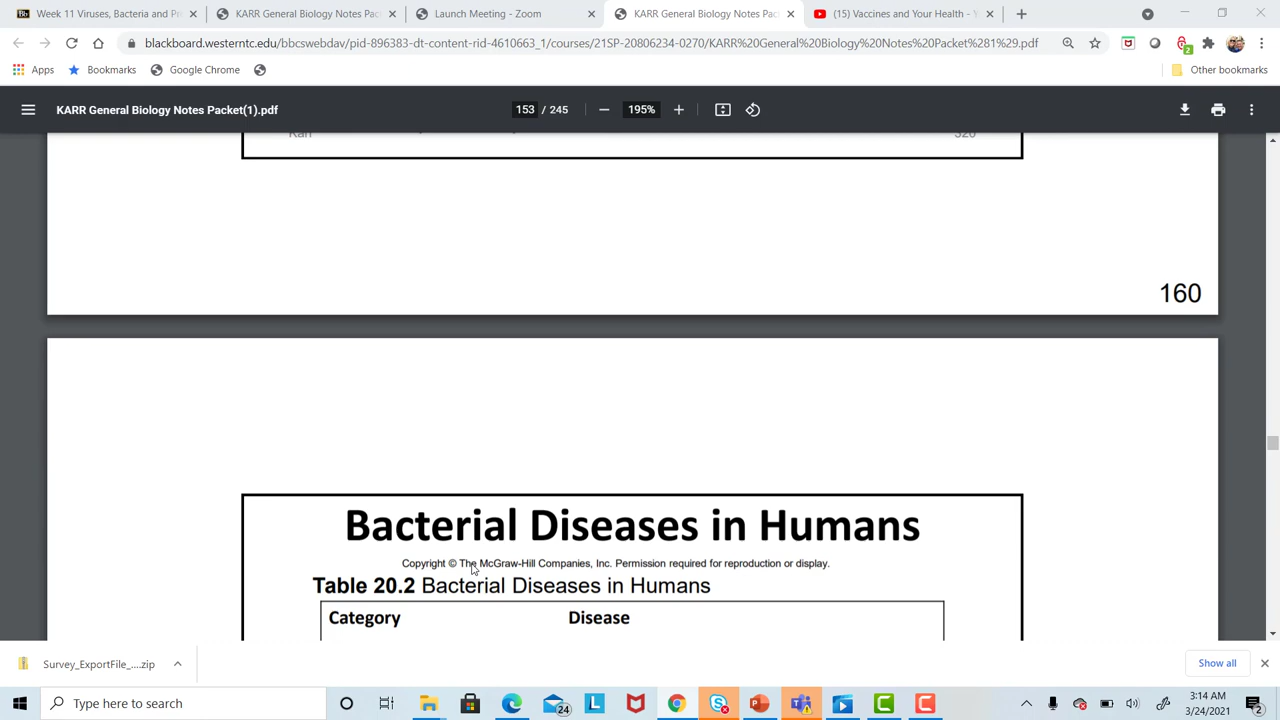 Week 11 Viruses, Bacteria and Pr
KARR General Biology Notes Pac
Launch Meeting - Zoom
KARR General Biology Notes Pac
(15) Vaccines and Your Health -
blackboard.westerntc.edu/bbcswebdav/pid-896383-dt-content-rid-4610663_1/courses/21SP-20806234-0270/KARR%20General%20Biology%20Notes%20Packet%281%29.pdf
2
Apps
Bookmarks
Google Chrome
Other bookmarks
KARR General Biology Notes Packet(1).pdf
153 / 245
195%
160
Bacterial Diseases in Humans
Copyright © The McGraw-Hill Companies, Inc. Permission required for reproduction or display.
Table 20.2 Bacterial Diseases in Humans
Category Disease
Survey_ExportFile_....zip
Show all
Type here to search
24
L
3:14 AM
3/24/2021
2